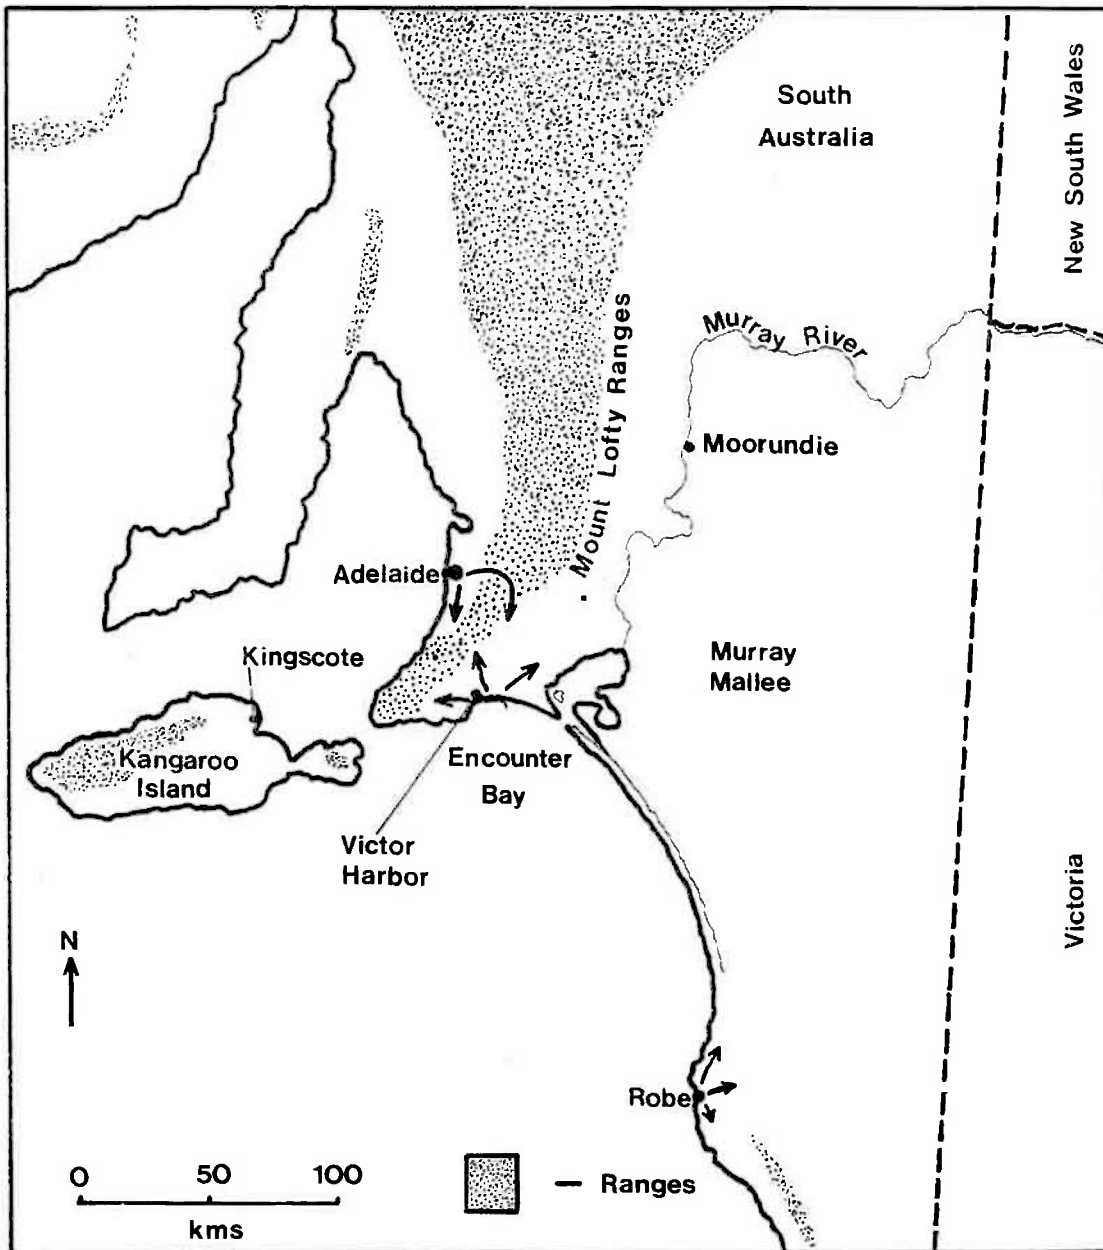 South
Australia
New South Wales
Murray River
Mount Lofty Ranges
Moorundie
Adelaide
Kingscote
Murray
Mallee
Kangaroo
Island
Encounter
Bay
Victor
Harbor
Victoria
N
Robe
0 50 100
kms
– Ranges